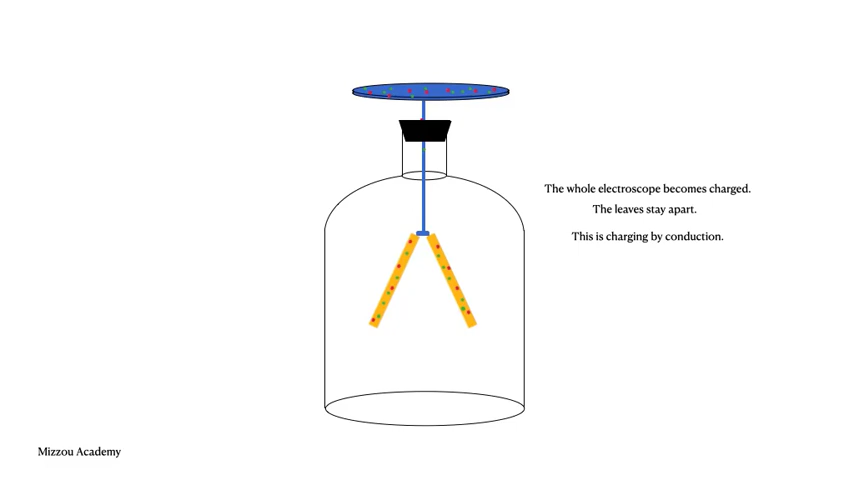 The whole electroscope becomes charged.
The leaves stay apart.
This is charging by conduction.
Mizzou Academy